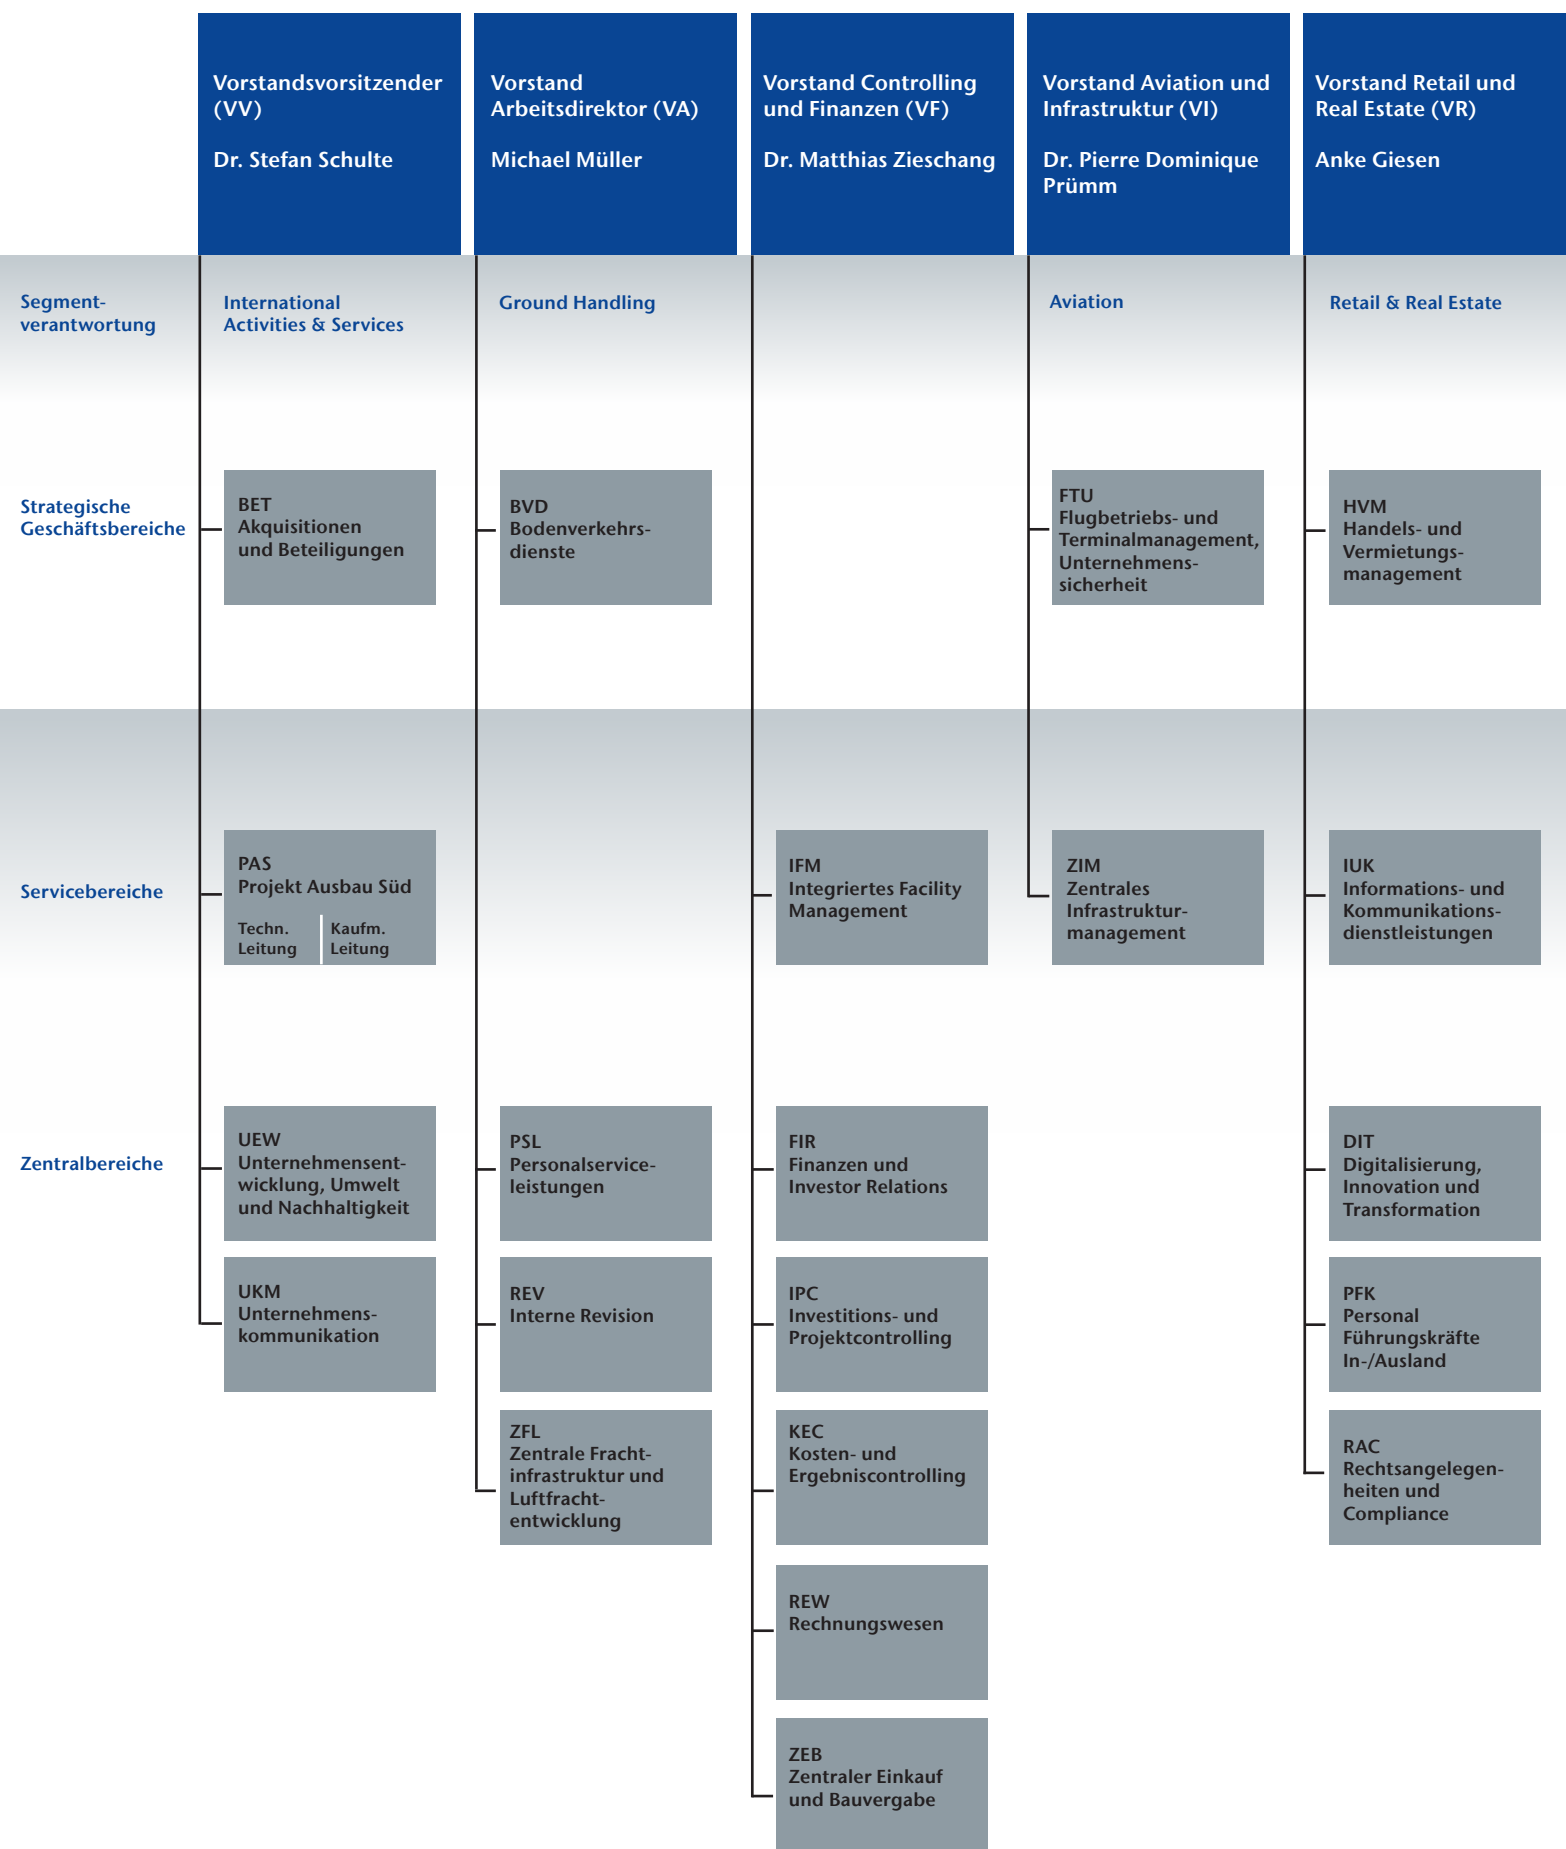 Vorstandsvorsitzender
(VV)
Dr. Stefan Schulte
Vorstand
Arbeitsdirektor (VA)
Michael Müller
Vorstand Controlling
und Finanzen (VF)
Dr. Matthias Zieschang
Vorstand Aviation und
Infrastruktur (VI)
Dr. Pierre Dominique
Prümm
Vorstand Retail und
Real Estate (VR)
Anke Giesen
Segment-
verantwortung
International
Activities & Services
Ground Handling
Aviation
Retail & Real Estate
Strategische
Geschäftsbereiche
BET
Akquisitionen
und Beteiligungen
BVD
Bodenverkehrs-
dienste
FTU
Flugbetriebs- und
Terminalmanagement,
Unternehmens-
sicherheit
HVM
Handels- und
Vermietungs-
management
Servicebereiche
PAS
Projekt Ausbau Süd
Techn.
Leitung
Kaufm.
Leitung
IFM
Integriertes Facility
Management
ZIM
Zentrales
Infrastruktur-
management
IUK
Informations- und
Kommunikations-
dienstleistungen
Zentralbereiche
UEW
Unternehmensent-
wicklung, Umwelt
und Nachhaltigkeit
PSL
Personalservice-
leistungen
FIR
Finanzen und
Investor Relations
DIT
Digitalisierung,
Innovation und
Transformation
UKM
Unternehmens-
kommunikation
REV
Interne Revision
IPC
Investitions- und
Projektcontrolling
PFK
Personal
Führungskräfte
In-/Ausland
ZFL
Zentrale Fracht-
infrastruktur und
Luftfracht-
entwicklung
KEC
Kosten- und
Ergebniscontrolling
RAC
Rechtsangelegen-
heiten und
Compliance
REW
Rechnungswesen
ZEB
Zentraler Einkauf
und Bauvergabe